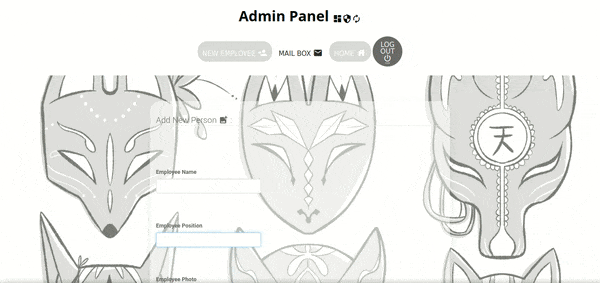 Admin Panel
NEW EMPLOYEE
MAIL BOX
HOME
LOG
OUT
Add New Person
天
Employee Name
Employee Position
Employee Photo